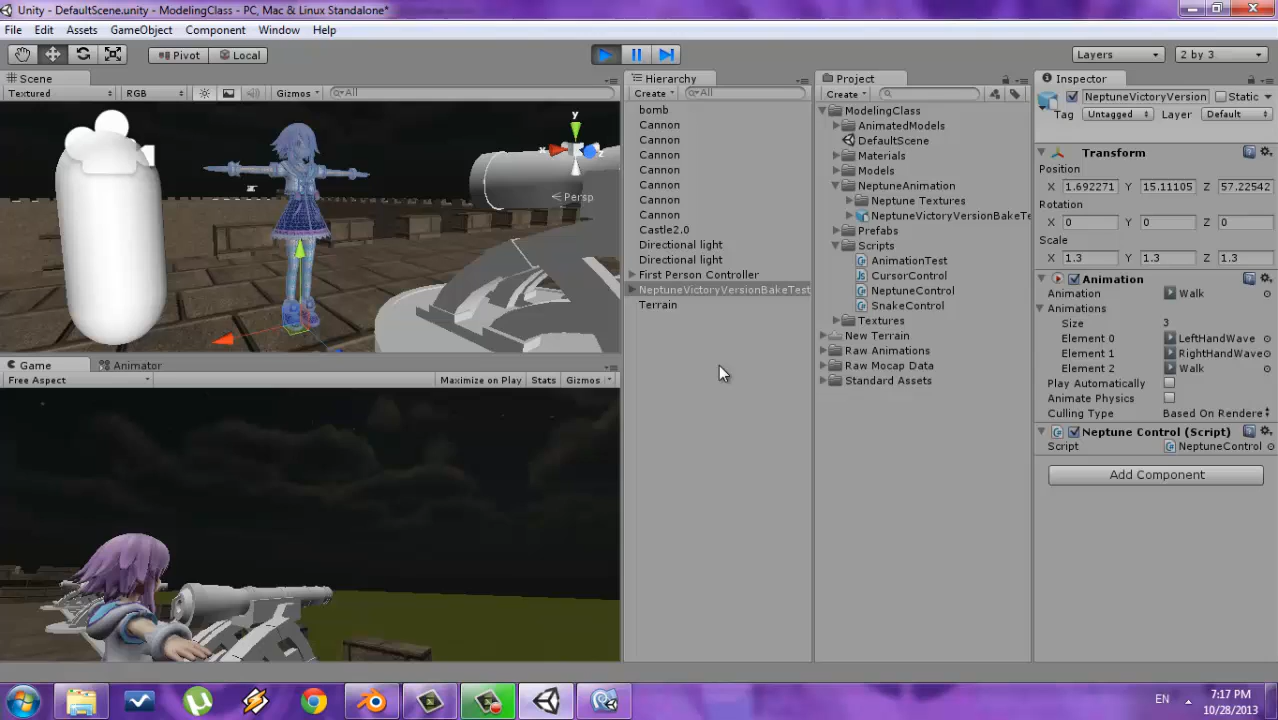 Unity - DefaultScene.unity - ModelingClass - PC, Mac & Linux Standalone*
File Edit Assets GameObject Component Window Help
Pivot Local Layers 2 by 3
Scene
Textured RGB Gizmos All
y
x
z
Persp
Game Animator
Free Aspect Maximize on Play Stats Gizmos
Hierarchy
Create All
bomb
Cannon
Cannon
Cannon
Cannon
Cannon
Cannon
Cannon
Castle2.0
Directional light
Directional light
First Person Controller
NeptuneVictoryVersionBakeTest
Terrain
Project
Create
ModelingClass
AnimatedModels
DefaultScene
Materials
Models
NeptuneAnimation
Neptune Textures
NeptuneVictoryVersionBakeTe
Prefabs
Scripts
AnimationTest
CursorControl
NeptuneControl
SnakeControl
Textures
New Terrain
Raw Animations
Raw Mocap Data
Standard Assets
Inspector
NeptuneVictoryVersion Static
Tag Untagged Layer Default
Transform
Position
X 1.692271 Y 15.11105 Z 57.22542
Rotation
X 0 Y 0 Z 0
Scale
X 1.3 Y 1.3 Z 1.3
Animation
Animation Walk
Animations
Size 3
Element 0 LeftHandWave
Element 1 RightHandWave
Element 2 Walk
Play Automatically
Animate Physics
Culling Type Based On Rendere
Neptune Control (Script)
Script NeptuneControl
Add Component
EN 7:17 PM
10/28/2013